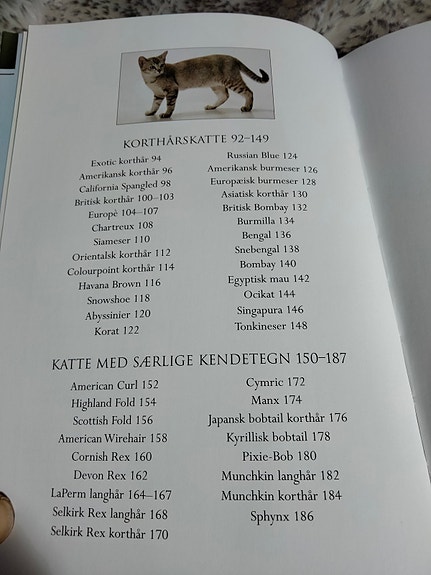 KORTHÅRSKATTE 92–149
Exotic korthår 94
Amerikansk korthår 96
California Spangled 98
Britisk korthår 100–103
Europè 104–107
Chartreux 108
Siameser 110
Orientalsk korthår 112
Colourpoint korthår 114
Havana Brown 116
Snowshoe 118
Abyssinier 120
Korat 122
Russian Blue 124
Amerikansk burmeser 126
Europæisk burmeser 128
Asiatisk korthår 130
Britisk Bombay 132
Burmilla 134
Bengal 136
Snebengal 138
Bombay 140
Egyptisk mau 142
Ocikat 144
Singapura 146
Tonkineser 148
KATTE MED SÆRLIGE KENDETEGN 150–187
American Curl 152
Highland Fold 154
Scottish Fold 156
American Wirehair 158
Cornish Rex 160
Devon Rex 162
LaPerm langhår 164–167
Selkirk Rex langhår 168
Selkirk Rex korthår 170
Cymric 172
Manx 174
Japansk bobtail korthår 176
Kyrillisk bobtail 178
Pixie-Bob 180
Munchkin langhår 182
Munchkin korthår 184
Sphynx 186